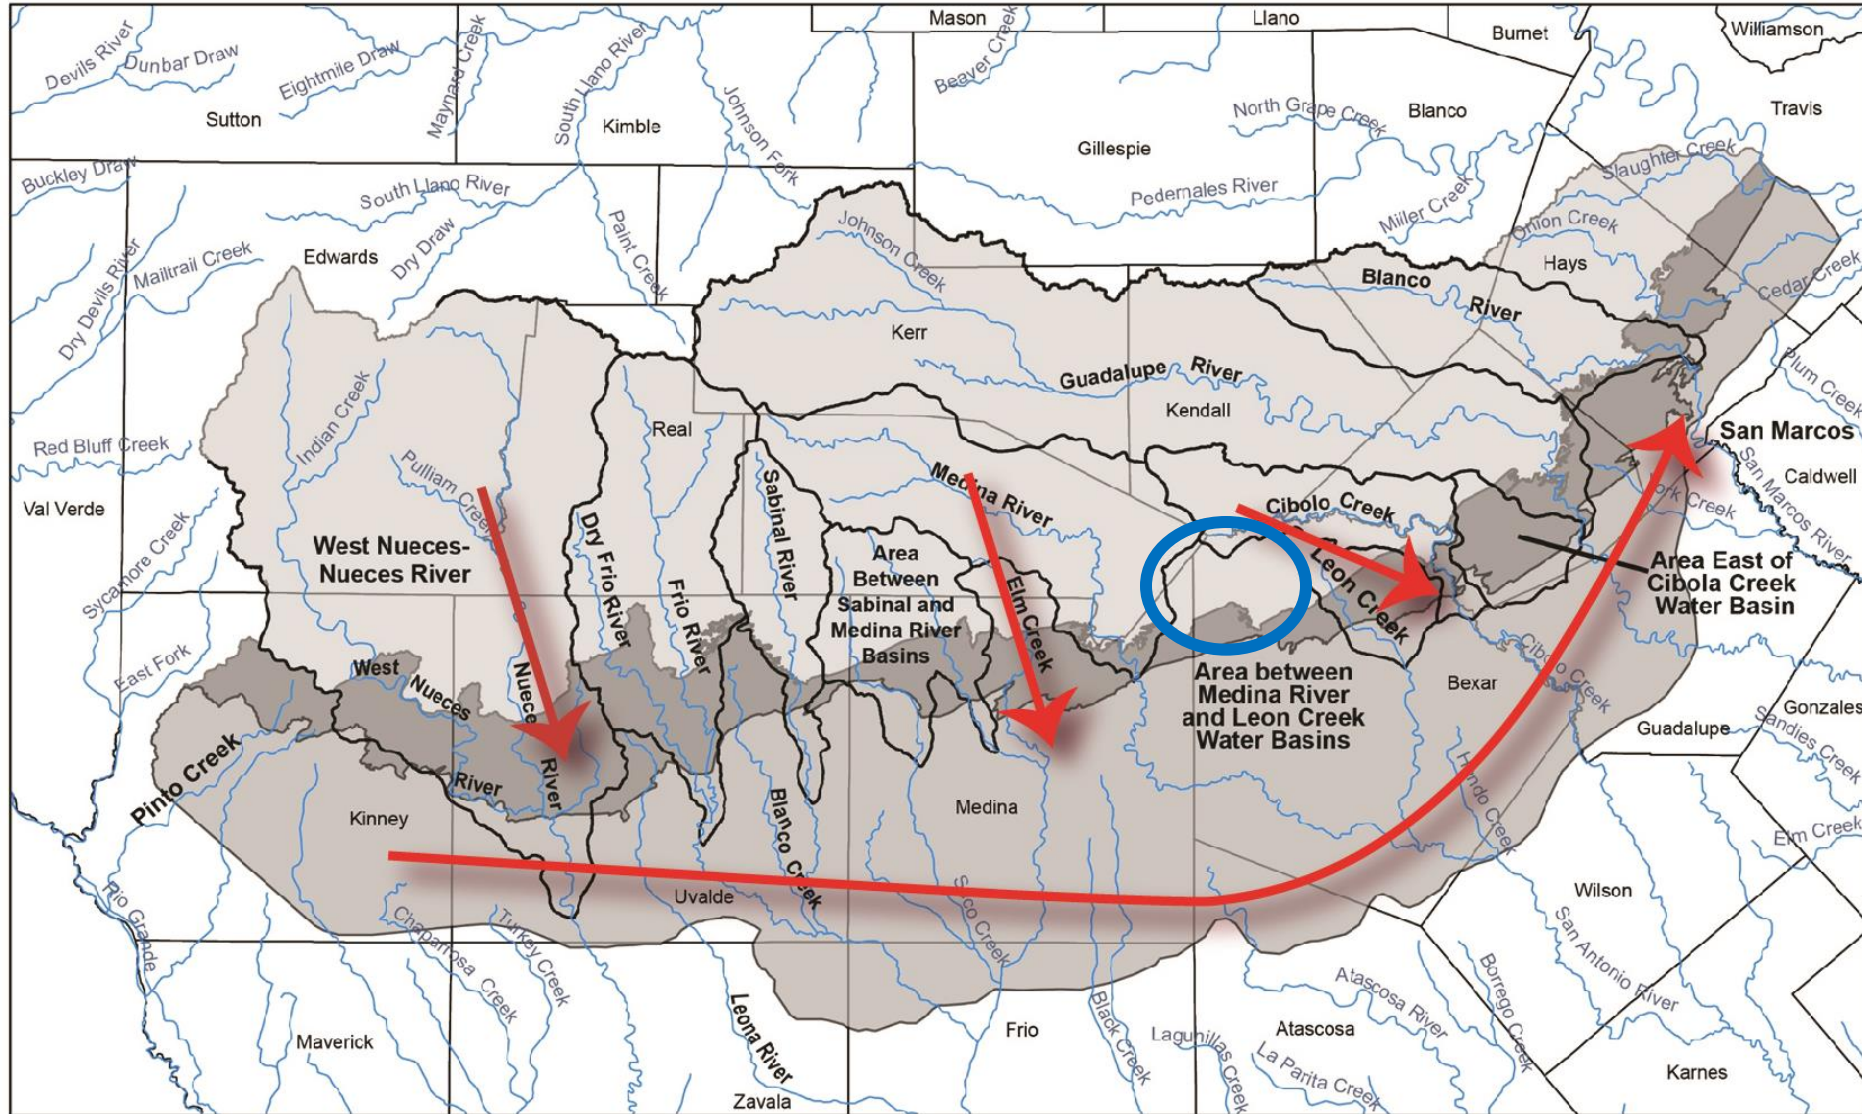 Mason
Llano
Burnet
Williamson
Devils River
Dunbar Draw
Eightmile Draw
Maynard Creek
South Llano River
Beaver Creek
Sutton
Kimble
Johnson Fork
North Grape Creek
Blanco
Travis
Gillespie
Slaughter Creek
Buckley Draw
South Llano River
Pedernales River
Miller Creek
Onion Creek
Edwards
Dry Draw
Paint Creek
Johnson Creek
Hays
Mailtrail Creek
Dry Devils River
Blanco
River
Cedar Creek
Kerr
Guadalupe River
Plum Creek
Kendall
Indian Creek
Real
San Marcos
Red Bluff Creek
Pulliam Creek
Sabinal River
Medina River
Cibolo Creek
Caldwell
San Marcos River
York Creek
Val Verde
Sycamore Creek
West Nueces-
Nueces River
Dry Frio River
Frio River
Area
Between
Sabinal and
Medina River
Basins
Elm Creek
Leon Creek
Area East of
Cibola Creek
Water Basin
East Fork
West
Nueces
River
Nueces
River
Area between
Medina River
and Leon Creek
Water Basins
Bexar
Cibolo Creek
Gonzales
Guadalupe
Sandies Creek
Pinto Creek
Kinney
Blanco Creek
Medina
Hondo Creek
Elm Creek
Uvalde
Wilson
Rio Grande
Chaparrosa Creek
Turkey Creek
Seco Creek
San Antonio River
Borrego Creek
Atascosa River
Leona River
Black Creek
Maverick
Frio
Lagunillas Creek
Atascosa
La Parita Creek
Karnes
Zavala